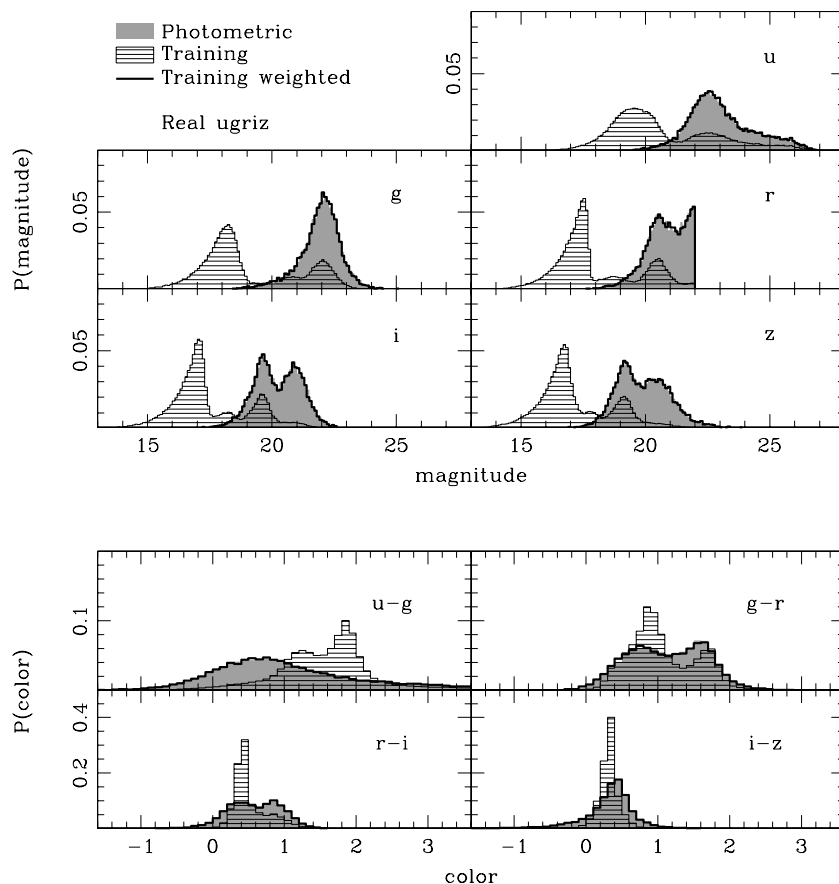 Photometric
Training
Training weighted
Real ugriz
u
0.05
P(magnitude)
g
0.05
r
i
0.05
z
15 20 25
15 20 25
magnitude
P(color)
u-g
0.1
g-r
r-i
0.2 0.4
i-z
-1 0 1 2 3
-1 0 1 2 3
color